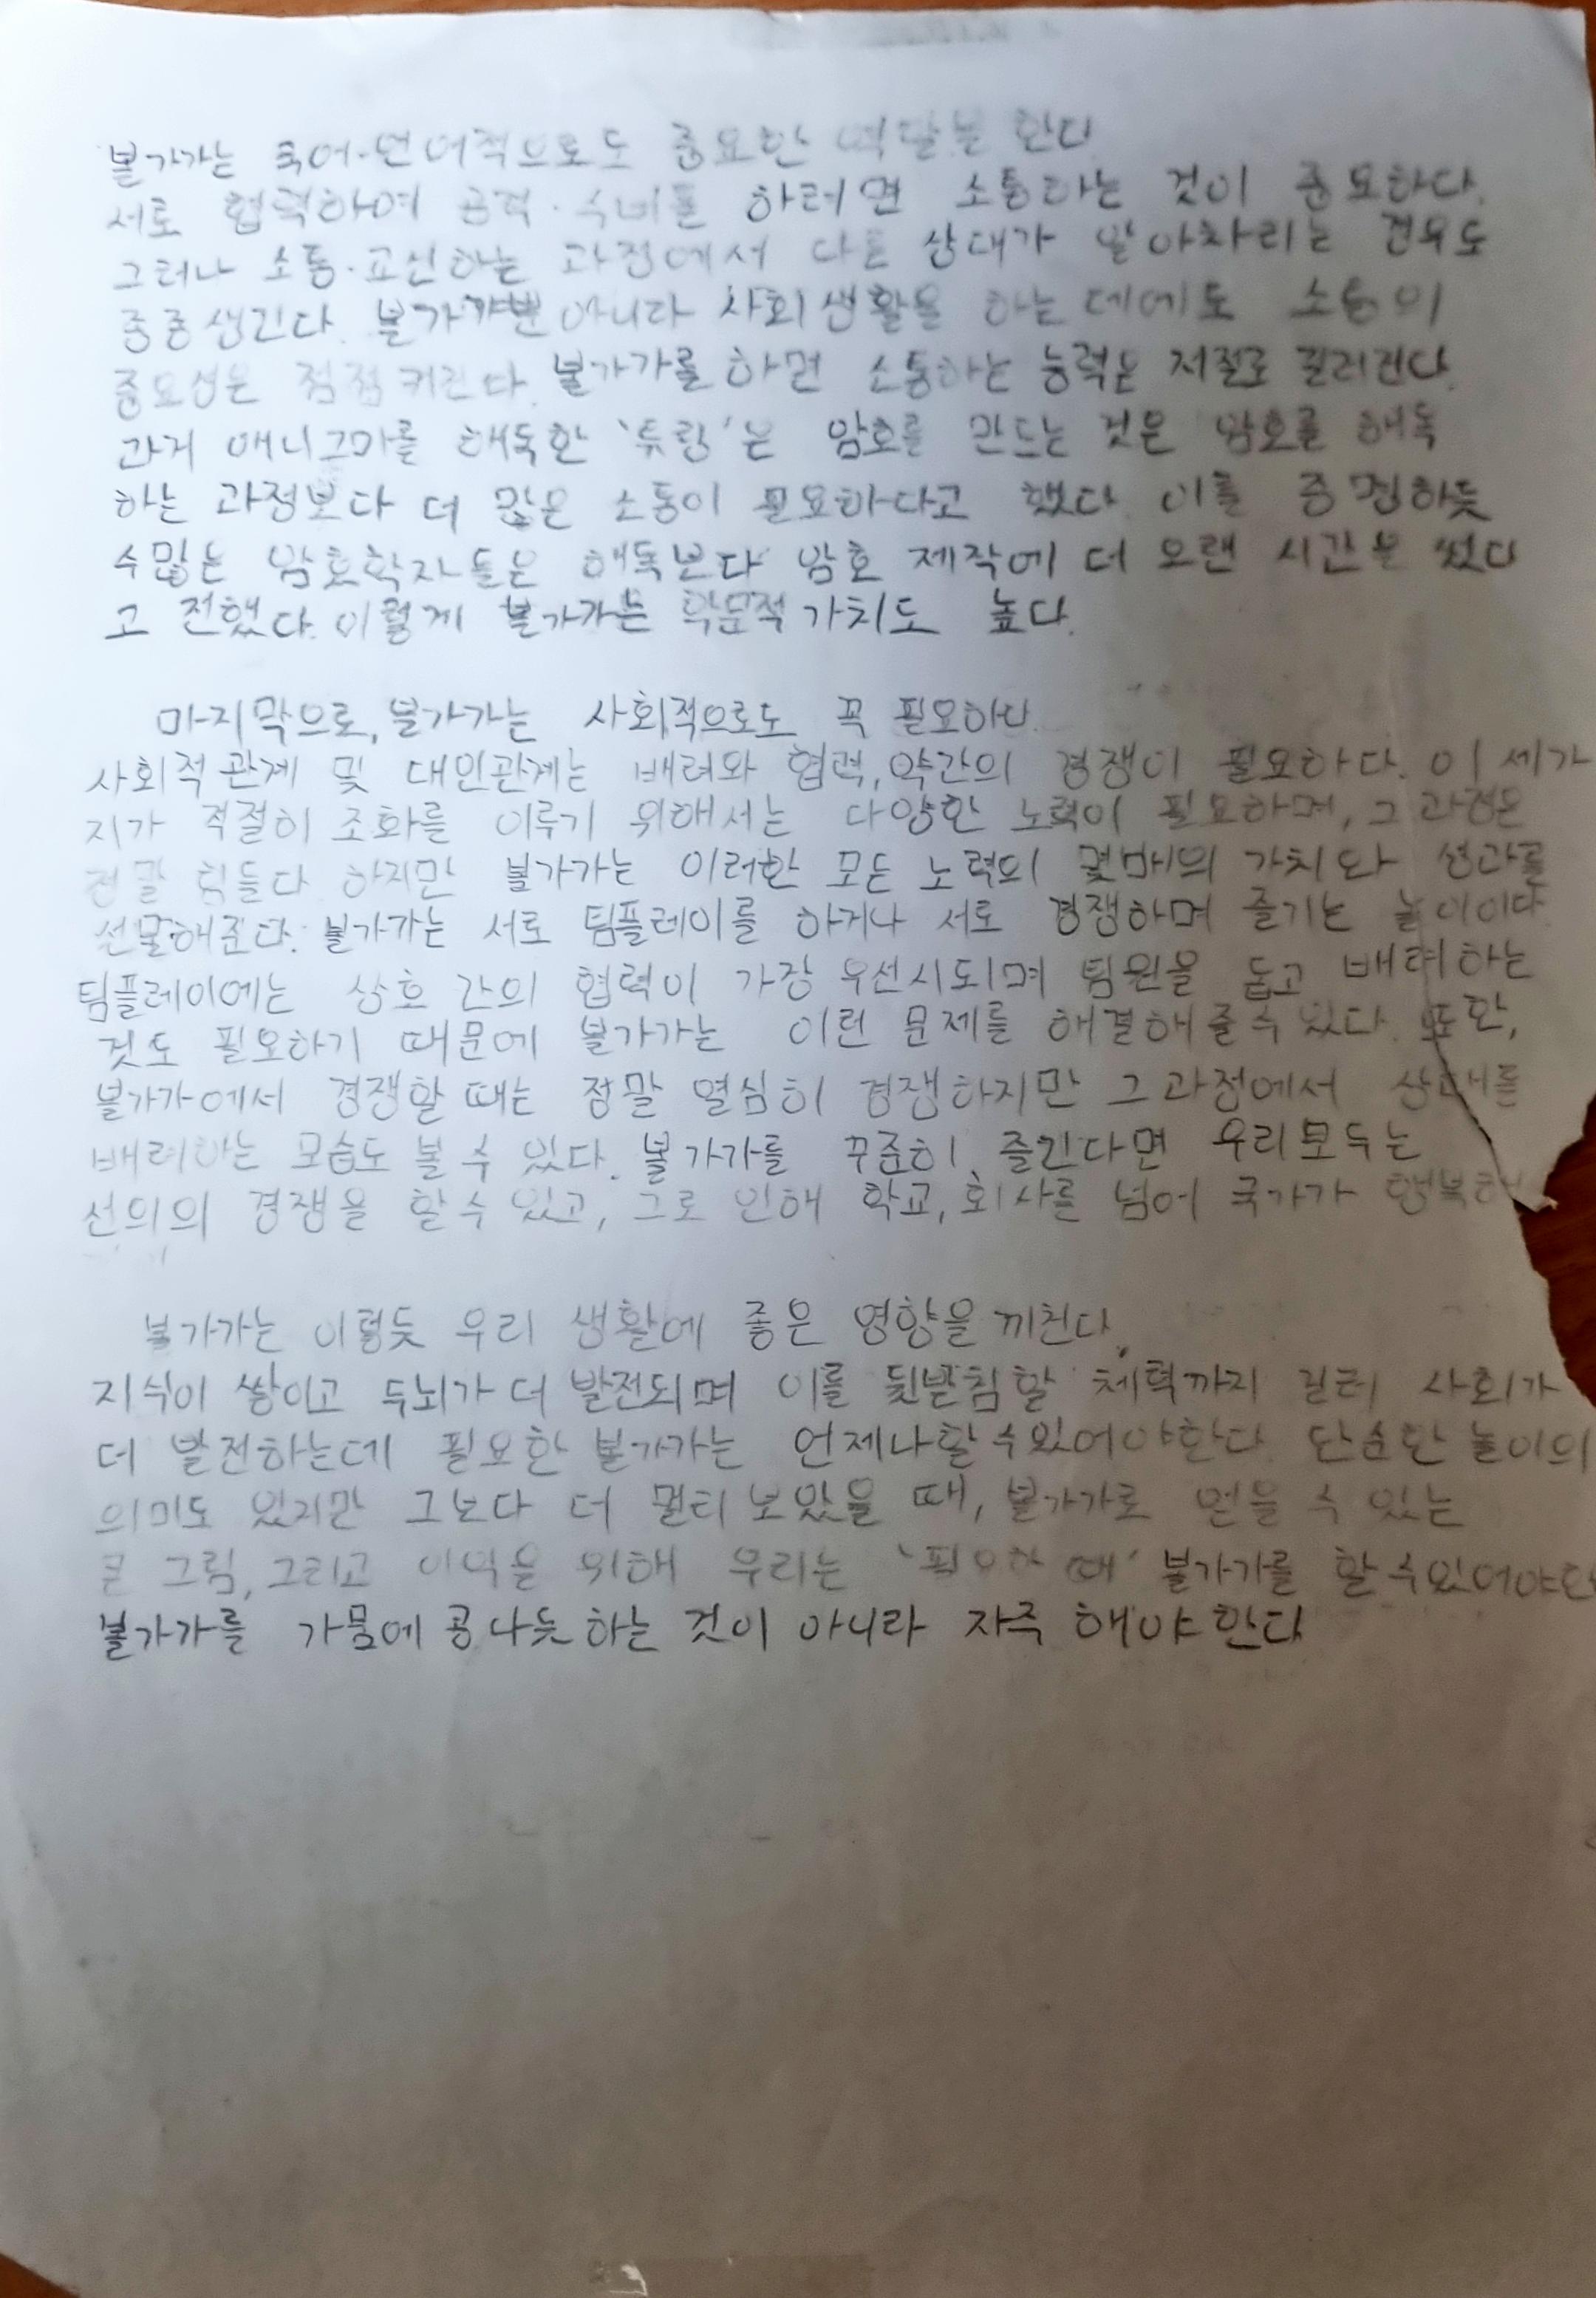 불가가는 국어·언어적으로도 중요한 역할을 한다
서로 협력하여 공격·수비를 하려면 소통하는 것이 중요하다.
그러나 소통·교신하는 과정에서 다른 상대가 알아차리는 경우도
종종 생긴다. 불가가뿐 아니라 사회생활을 하는 데에도 소통의
중요성은 점점 커진다. 불가가를 하면 소통하는 능력은 저절로 길러진다.
과거 애니그마를 해독한 '튜링'은 암호를 만드는 것은 암호를 해독
하는 과정보다 더 많은 소통이 필요하다고 했다. 이를 증명하듯
수많은 암호학자들은 해독보다 암호 제작에 더 오랜 시간을 썼다
고 전했다. 이렇게 불가가는 학문적 가치도 높다.
마지막으로, 불가가는 사회적으로도 꼭
사회적 관계 및 대인관계는 배려와 협력, 약간의 경쟁이 필요하다. 이 세가
지가 적절히 조화를 이루기 위해서는 다양한 노력이 필요하며, 그 과정은
정말 힘들다 하지만 불가가는 이러한 모든 노력의 몇배의 가치와 성과를
선물해준다. 불가가는 서로 팀플레이를 하거나 서로 경쟁하며 즐기는 놀이이다
팀플레이에는 상호 간의 협력이 가장 우선시되며 팀원을 돕고 배려하는
것도 필요하기 때문에 불가가는 이런 문제를 해결해 줄 수 있다. 또한,
불가가에서 경쟁할 때는 정말 열심히 경쟁하지만 그 과정에서 상대를
배려하는 모습도 볼 수 있다. 불가가를 꾸준히 즐긴다면 우리모두는
선의의 경쟁을 할 수 있고, 그로 인해 학교, 회사를 넘어 국가가
불가가는 이렇듯 우리 생활에 좋은 영향을 끼친다.
지식이 쌓이고 두뇌가 더 발전되며 이를 뒷받침할 체력까지 길러 사회가
더 발전하는데 필요한 불가가는 언제나 할 수 있어야 한다 단순한 놀이의
의미도 있지만 그보다 더 멀리 보았을 때, 불가가로 얻을 수 있는
큰 그림, 그리고 이익을 위해 우리는 '필요할 때' 불가가를 할 수 있어야
불가가를 가뭄에 콩 나듯 하는 것이 아니라 자주 해야 한다